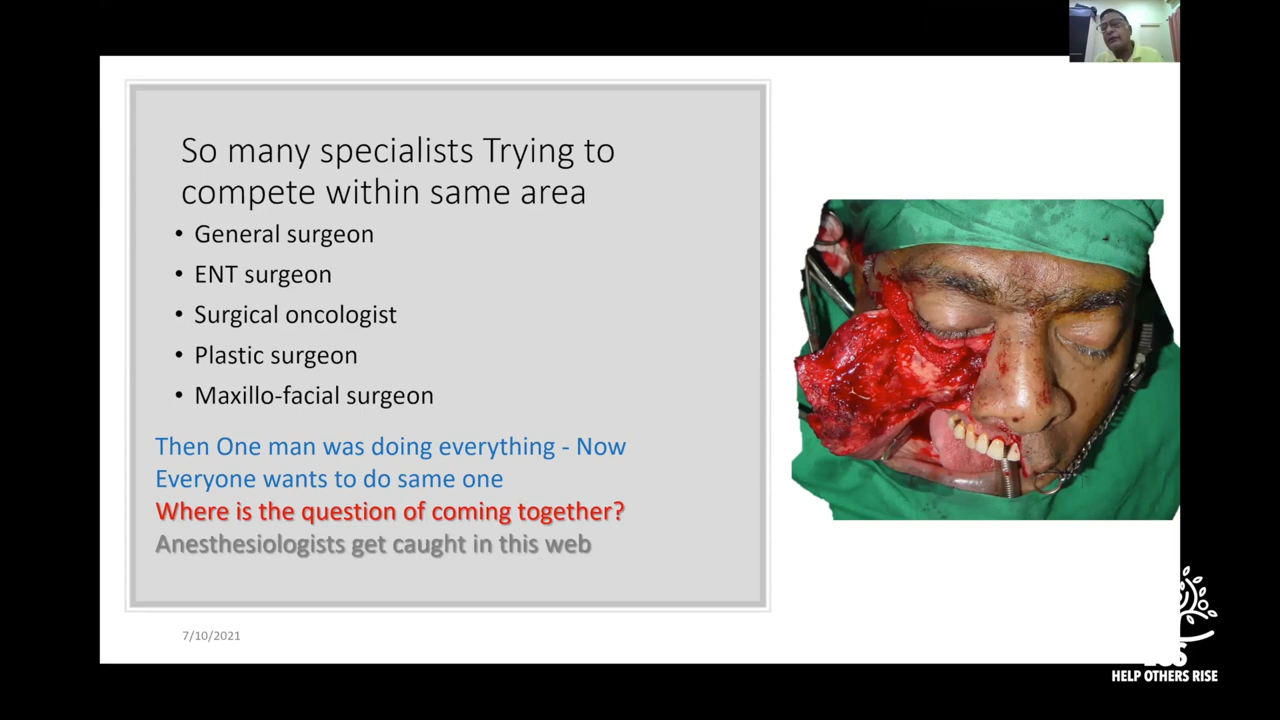 So many specialists Trying to
compete within same area
• General surgeon
• ENT surgeon
• Surgical oncologist
• Plastic surgeon
• Maxillo-facial surgeon
Then One man was doing everything - Now
Everyone wants to do same one
Where is the question of coming together?
Anesthesiologists get caught in this web
7/10/2021
HELP OTHERS RISE